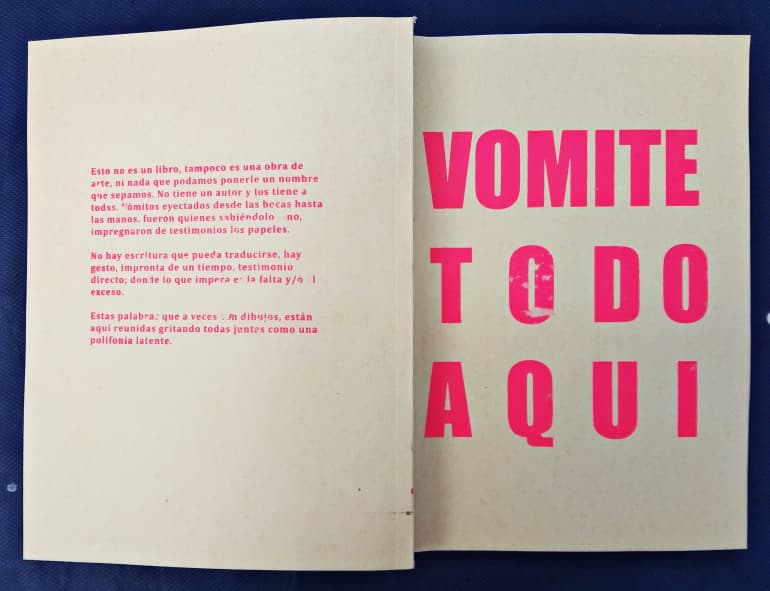 Esto no es un libro, tampoco es una obra de
arte, ni nada que podamos ponerle un nombre
que sepamos. No tiene un autor y los tiene a
todxs. Vómitos eyectados desde las bocas hasta
las manos. fueron quienes sabiéndolo no,
impregnaron de testimonios los papeles.
No hay escritura que pueda traducirse, hay
gesto, impronta de un tiempo, testimonio
directo; donde lo que impera es la falta y/o el
exceso.
Estas palabras que a veces son dibujos, están
aquí reunidas gritando todas juntas como una
polifonía latente.
VOMITE
TODO
AQUI